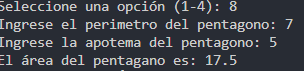 Seleccione una opción (1-4): 8
Ingrese el perimetro del pentagono: 7
Ingrese la apotema del pentagono: 5
El área del pentagano es: 17.5